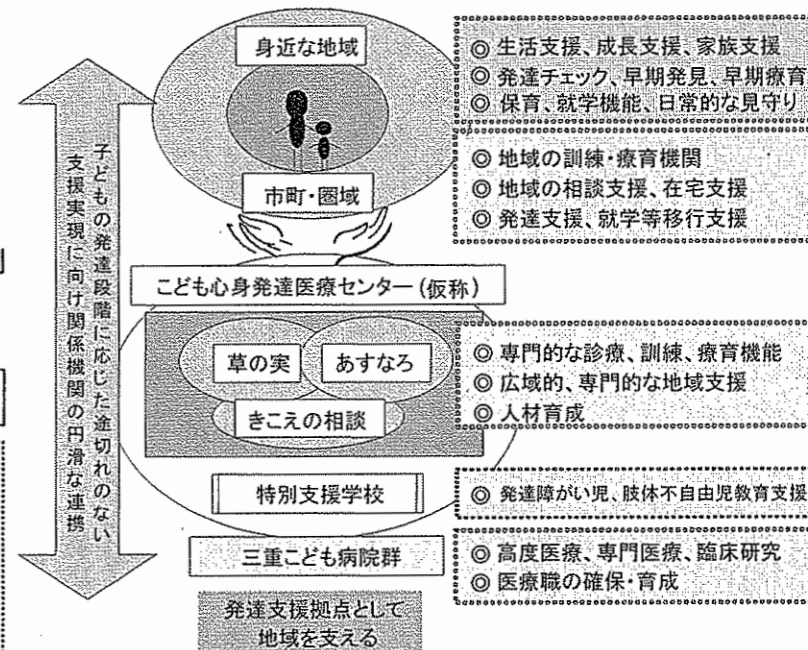 身近な地域
市町・圏域
◎ 生活支援、成長支援、家族支援
◎ 発達チェック、早期発見、早期療育
◎ 保育、就学機能、日常的な見守り
◎ 地域の訓練・療育機関
◎ 地域の相談支援、在宅支援
◎ 発達支援、就学等移行支援
子どもの発達段階に応じた途切れのない
支援実現に向け関係機関の円滑な連携
こども心身発達医療センター(仮称)
草の実
あすなろ
きこえの相談
◎ 専門的な診療、訓練、療育機能
◎ 広域的、専門的な地域支援
◎ 人材育成
特別支援学校
◎ 発達障がい児、肢体不自由児教育支援
三重こども病院群
◎ 高度医療、専門医療、臨床研究
◎ 医療職の確保・育成
発達支援拠点として
地域を支える